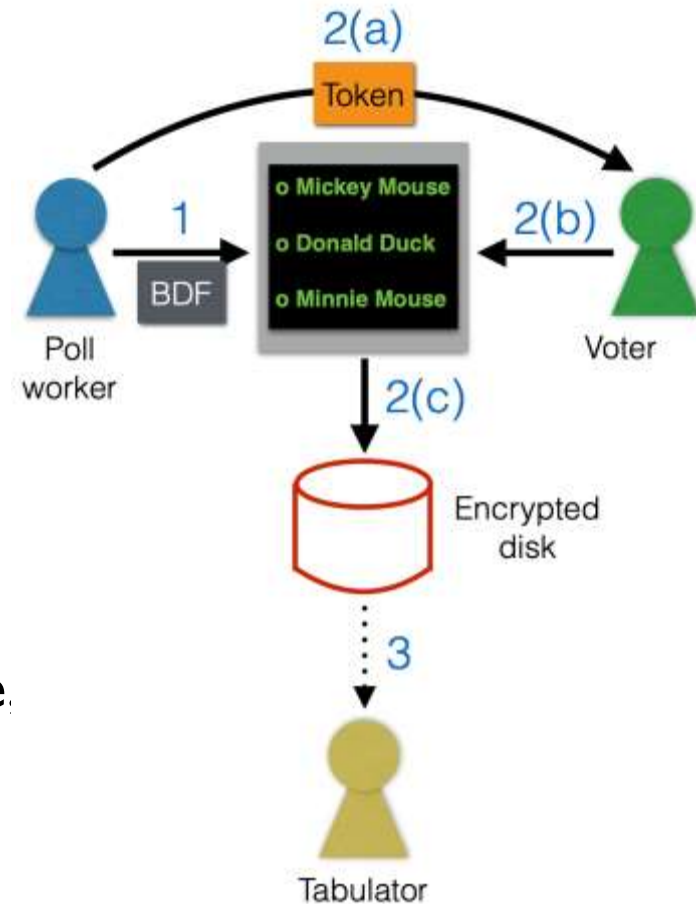 2(a)
Token
o Mickey Mouse
1
2(b)
o Donald Duck
BDF
o Minnie Mouse
Poll
worker
Voter
2(c)
Encrypted
disk
3
Tabulator